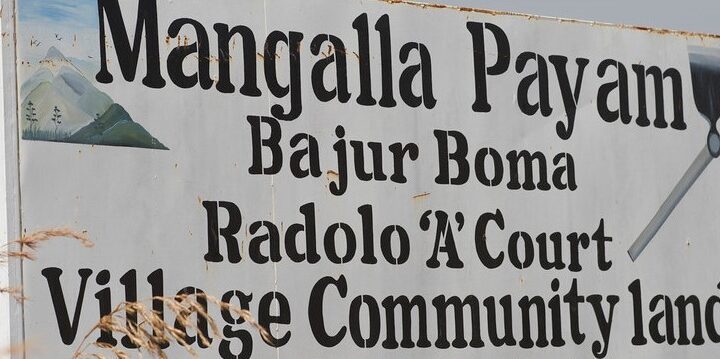 Mangalla Payam
Bajur Boma
Radolo 'A' Court
Village Community land